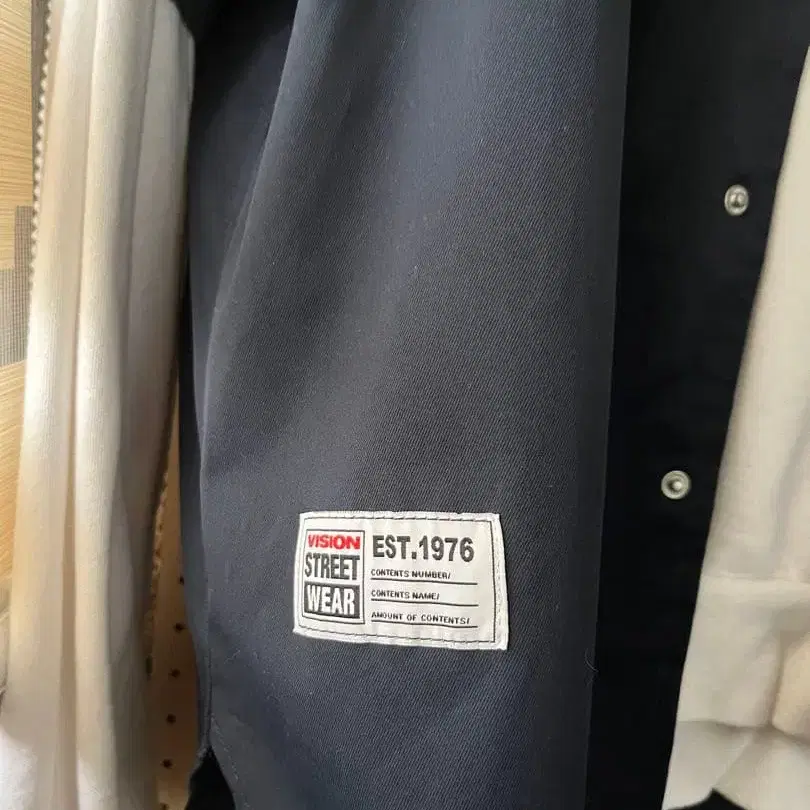 VISION
STREET
WEAR
EST.1976
CONTENTS NUMBER/
CONTENTS NAME/
AMOUNT OF CONTENTS/